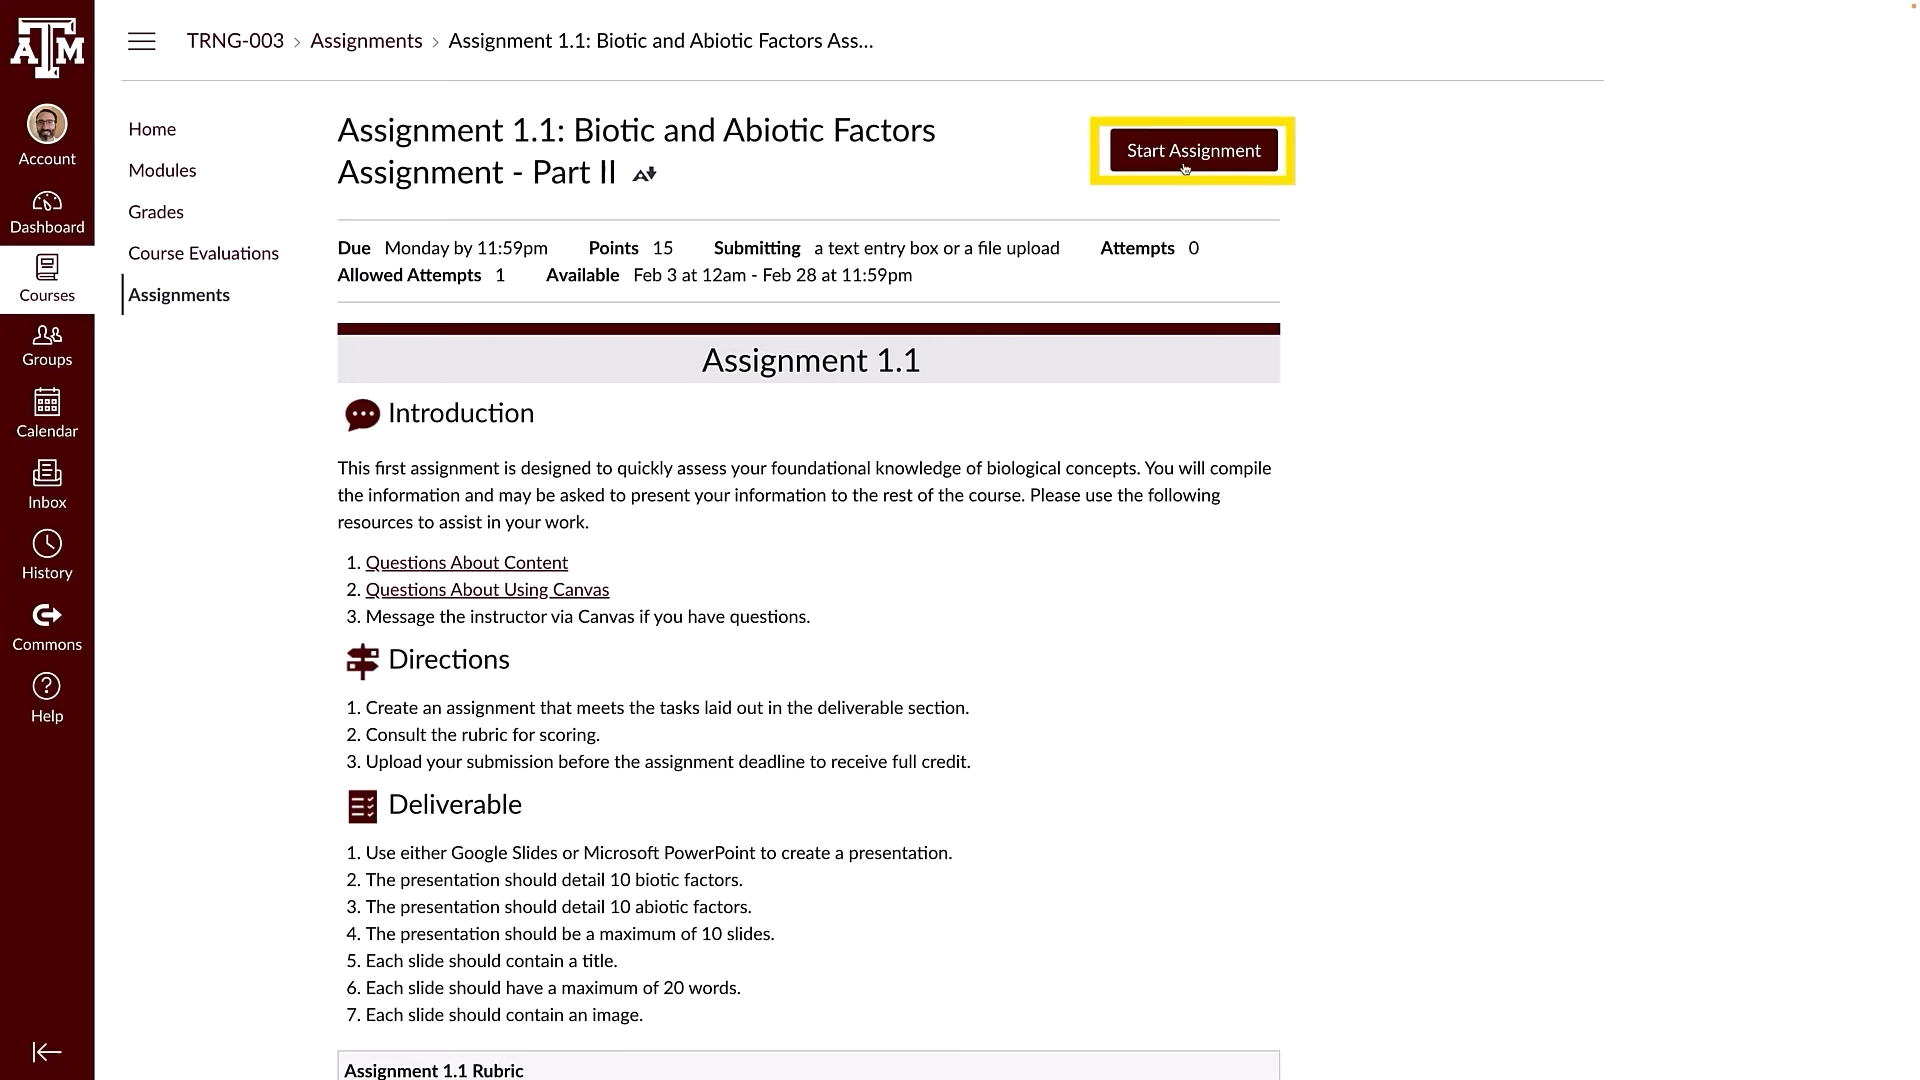 TRNG-003 > Assignments > Assignment 1.1: Biotic and Abiotic Factors Ass...
ATM
Account
Dashboard
Courses
Groups
Calendar
Inbox
History
Commons
Help
Home
Modules
Grades
Course Evaluations
Assignments
Assignment 1.1: Biotic and Abiotic Factors
Assignment - Part II
Start Assignment
Due Monday by 11:59pm Points 15 Submitting a text entry box or a file upload Attempts 0
Allowed Attempts 1 Available Feb 3 at 12am - Feb 28 at 11:59pm
Assignment 1.1
Introduction
This first assignment is designed to quickly assess your foundational knowledge of biological concepts. You will compile
the information and may be asked to present your information to the rest of the course. Please use the following
resources to assist in your work.
1. Questions About Content
2. Questions About Using Canvas
3. Message the instructor via Canvas if you have questions.
Directions
1. Create an assignment that meets the tasks laid out in the deliverable section.
2. Consult the rubric for scoring.
3. Upload your submission before the assignment deadline to receive full credit.
Deliverable
1. Use either Google Slides or Microsoft PowerPoint to create a presentation.
2. The presentation should detail 10 biotic factors.
3. The presentation should detail 10 abiotic factors.
4. The presentation should be a maximum of 10 slides.
5. Each slide should contain a title.
6. Each slide should have a maximum of 20 words.
7. Each slide should contain an image.
Assignment 1.1 Rubric